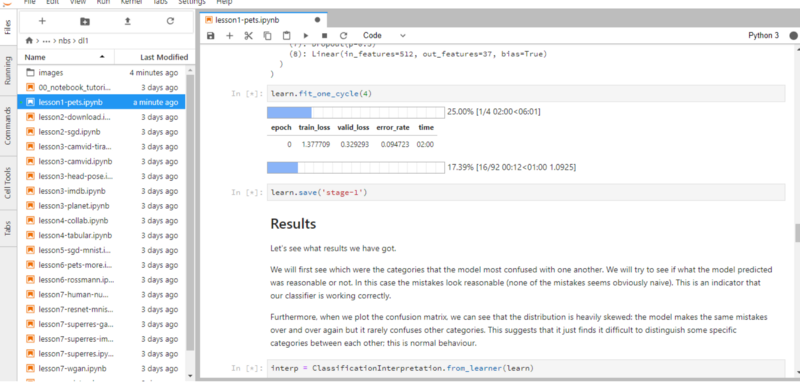 File Edit View Run Kernel Tabs Settings Help
Files
Running
Commands
Cell Tools
Tabs
... nbs dl1
Name Last Modified
images 4 minutes ago
00_notebook_tutori... 3 days ago
lesson1-pets.ipynb a minute ago
lesson2-download.i... 3 days ago
lesson2-sgd.ipynb 3 days ago
lesson3-camvid-tira... 3 days ago
lesson3-camvid.ipynb 3 days ago
lesson3-head-pose.i... 3 days ago
lesson3-imdb.ipynb 3 days ago
lesson3-planet.ipynb 3 days ago
lesson4-collab.ipynb 3 days ago
lesson4-tabular.ipynb 3 days ago
lesson5-sgd-mnist.i... 3 days ago
lesson6-pets-more.i... 3 days ago
lesson6-rossmann.ip... 3 days ago
lesson7-human-nu... 3 days ago
lesson7-resnet-mnis... 3 days ago
lesson7-superres-ga... 3 days ago
lesson7-superres-im... 3 days ago
lesson7-superres.ip... 3 days ago
lesson7-wgan.ipynb 3 days ago
lesson1-pets.ipynb
Code
Python 3
(7): Dropout(p=0.5)
(8): Linear(in_features=512, out_features=37, bias=True)
)
)
In [*]: learn.fit_one_cycle(4)
25.00% [1/4 02:00<06:01]
epoch train_loss valid_loss error_rate time
0 1.377709 0.329293 0.094723 02:00
17.39% [16/92 00:12<01:00 1.0925]
In [*]: learn.save('stage-1')
Results
Let's see what results we have got.
We will first see which were the categories that the model most confused with one another. We will try to see if what the model predicted
was reasonable or not. In this case the mistakes look reasonable (none of the mistakes seems obviously naive). This is an indicator that
our classifier is working correctly.
Furthermore, when we plot the confusion matrix, we can see that the distribution is heavily skewed: the model makes the same mistakes
over and over again but it rarely confuses other categories. This suggests that it just finds it difficult to distinguish some specific
categories between each other; this is normal behaviour.
In [*]: interp = ClassificationInterpretation.from_learner(learn)